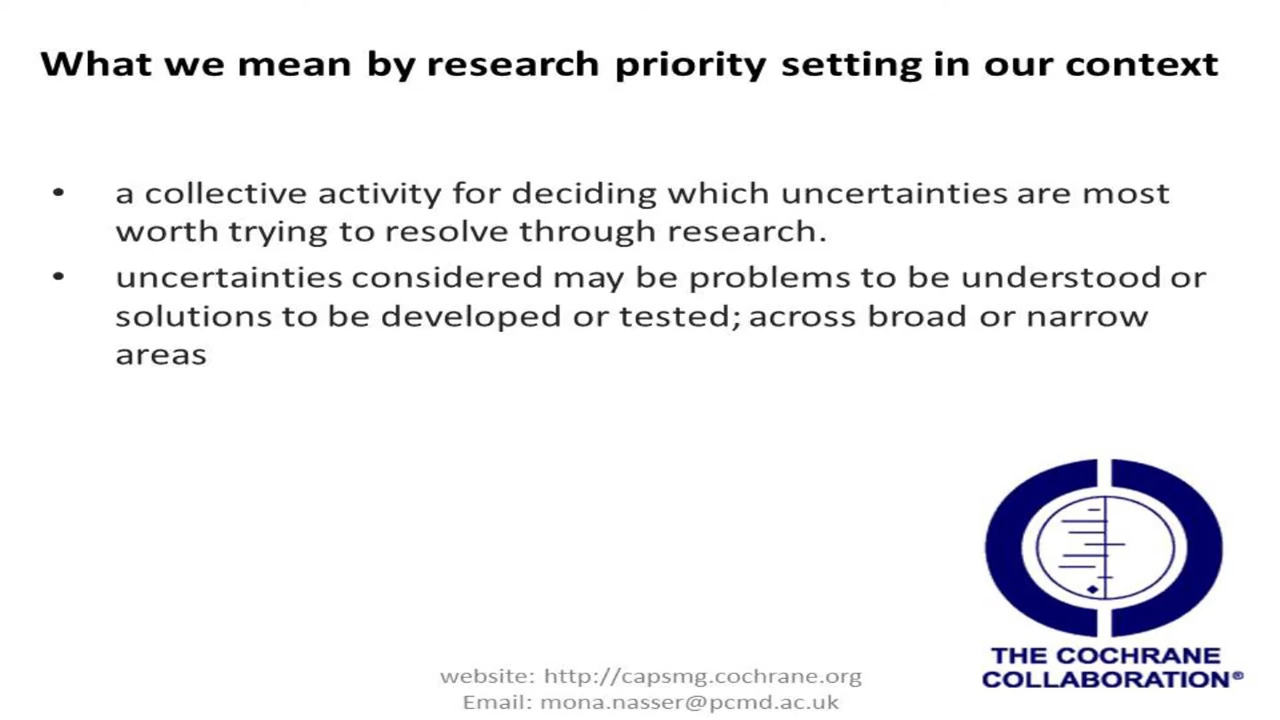 What we mean by research priority setting in our context
• a collective activity for deciding which uncertainties are most
worth trying to resolve through research.
• uncertainties considered may be problems to be understood or
solutions to be developed or tested; across broad or narrow
areas
THE COCHRANE
COLLABORATION®
website: http://capsmg.cochrane.org
Email: mona.nasser@pcmd.ac.uk